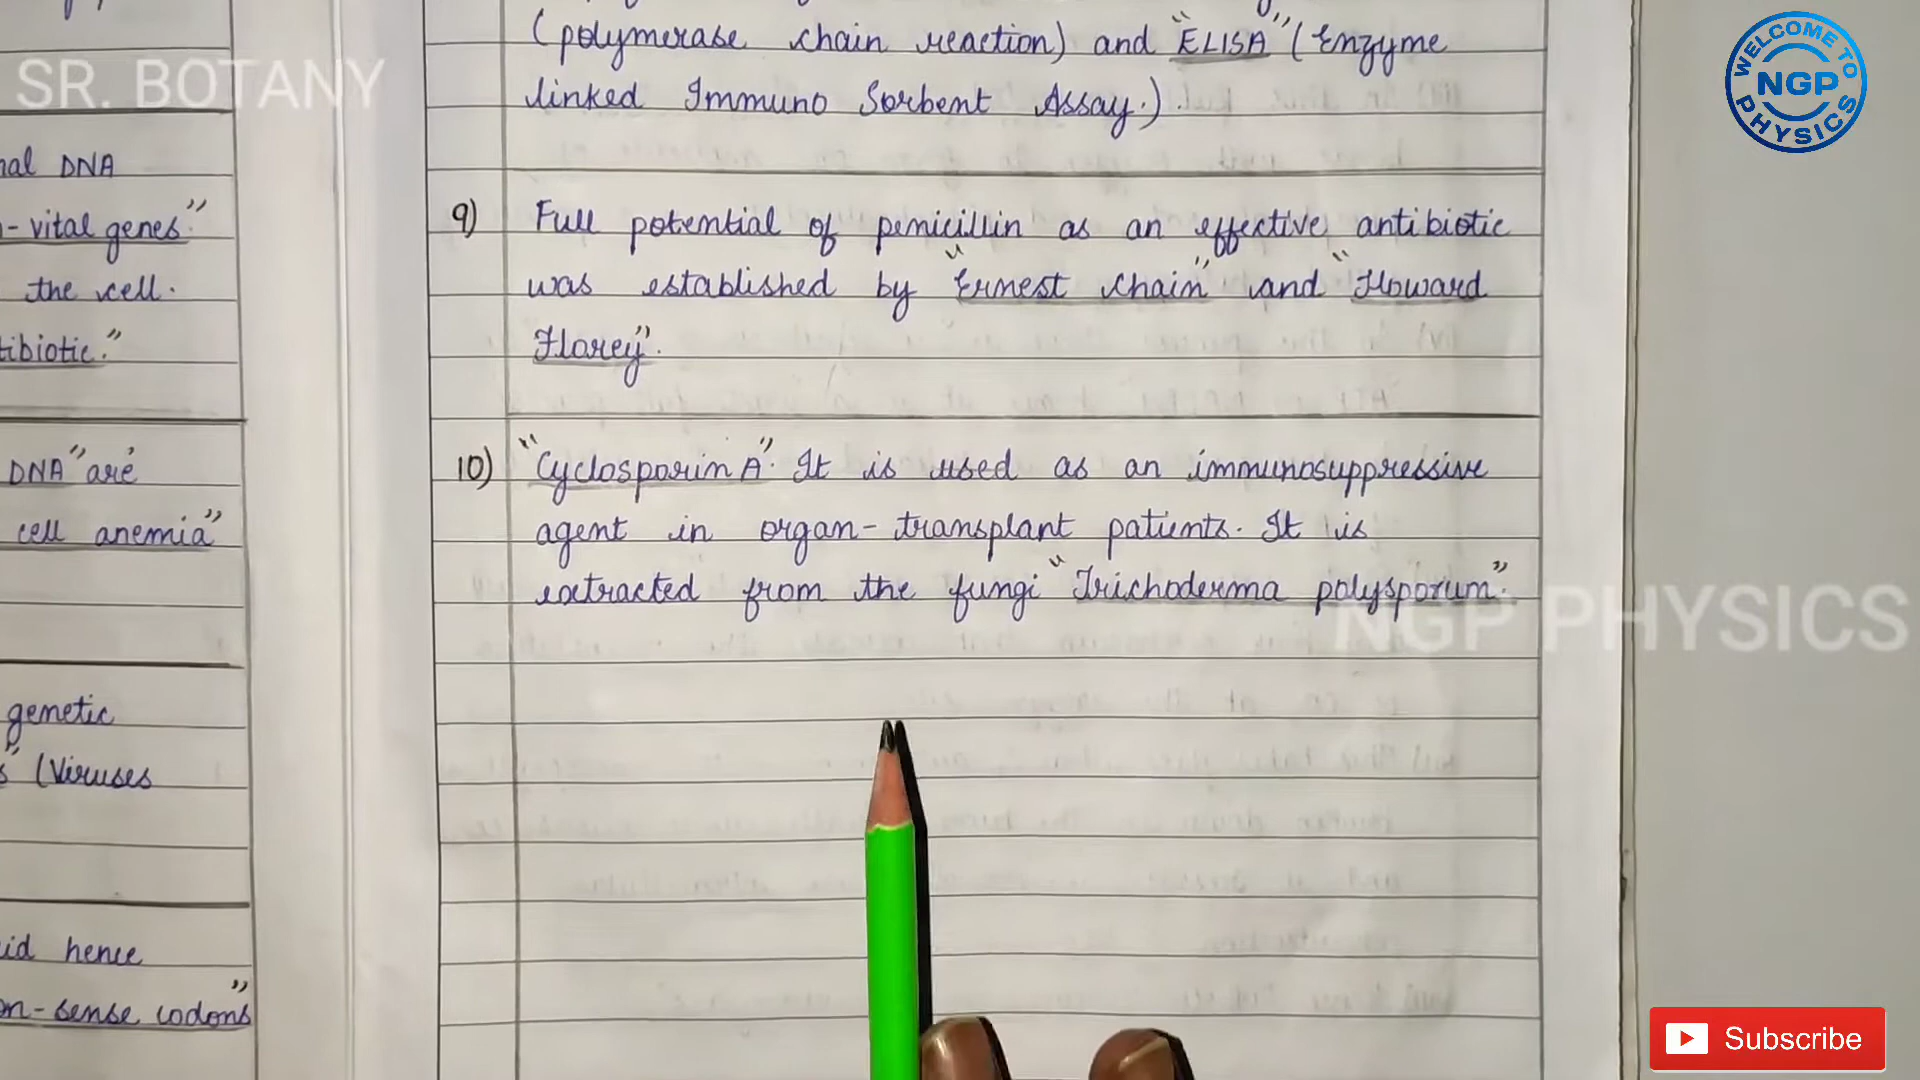 (polymerase chain reaction) and "ELISA" (Enzyme
linked Immuno Sorbent Assay.)
9) Full potential of penicillin as an effective antibiotic
was established by "Ernest chain" and "Howard
Florey".
10) "Cyclosporin A". It is used as an immunosuppressive
agent in organ-transplant patients. It is
extracted from the fungi "Trichoderma polysporum".
DNA
- vital genes"
the cell.
DNA" are
cell anemia"
genetic
(Viruses
hence
- sense codons"
SR. BOTANY
NGP PHYSICS
WELCOME TO
NGP
PHYSICS
Subscribe